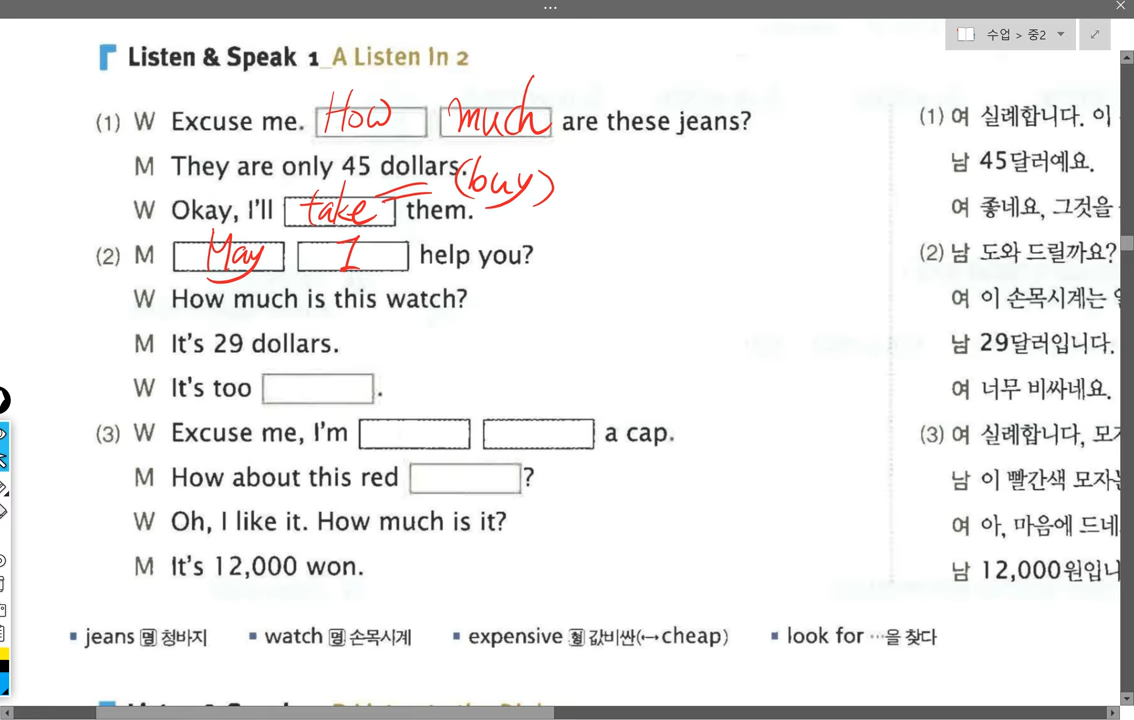 수업 > 중2
Listen & Speak 1_A Listen In 2
(1) W Excuse me. How much are these jeans?
M They are only 45 dollars.
(buy)
W Okay, I'll take them.
(2) M May I help you?
W How much is this watch?
M It's 29 dollars.
W It's too .
(3) W Excuse me, I'm a cap.
M How about this red ?
W Oh, I like it. How much is it?
M It's 12,000 won.
(1) 여 실례합니다. 이
남 45달러예요.
여 좋네요, 그것을
(2) 남 도와 드릴까요?
여 이 손목시계는
남 29달러입니다.
여 너무 비싸네요.
(3) 여 실례합니다, 모자
남 이 빨간색 모자는
여 아, 마음에 드네
남 12,000원입니
▪ jeans 명 청바지 ▪ watch 명 손목시계 ▪ expensive 형 값비싼(↔cheap) ▪ look for …을 찾다